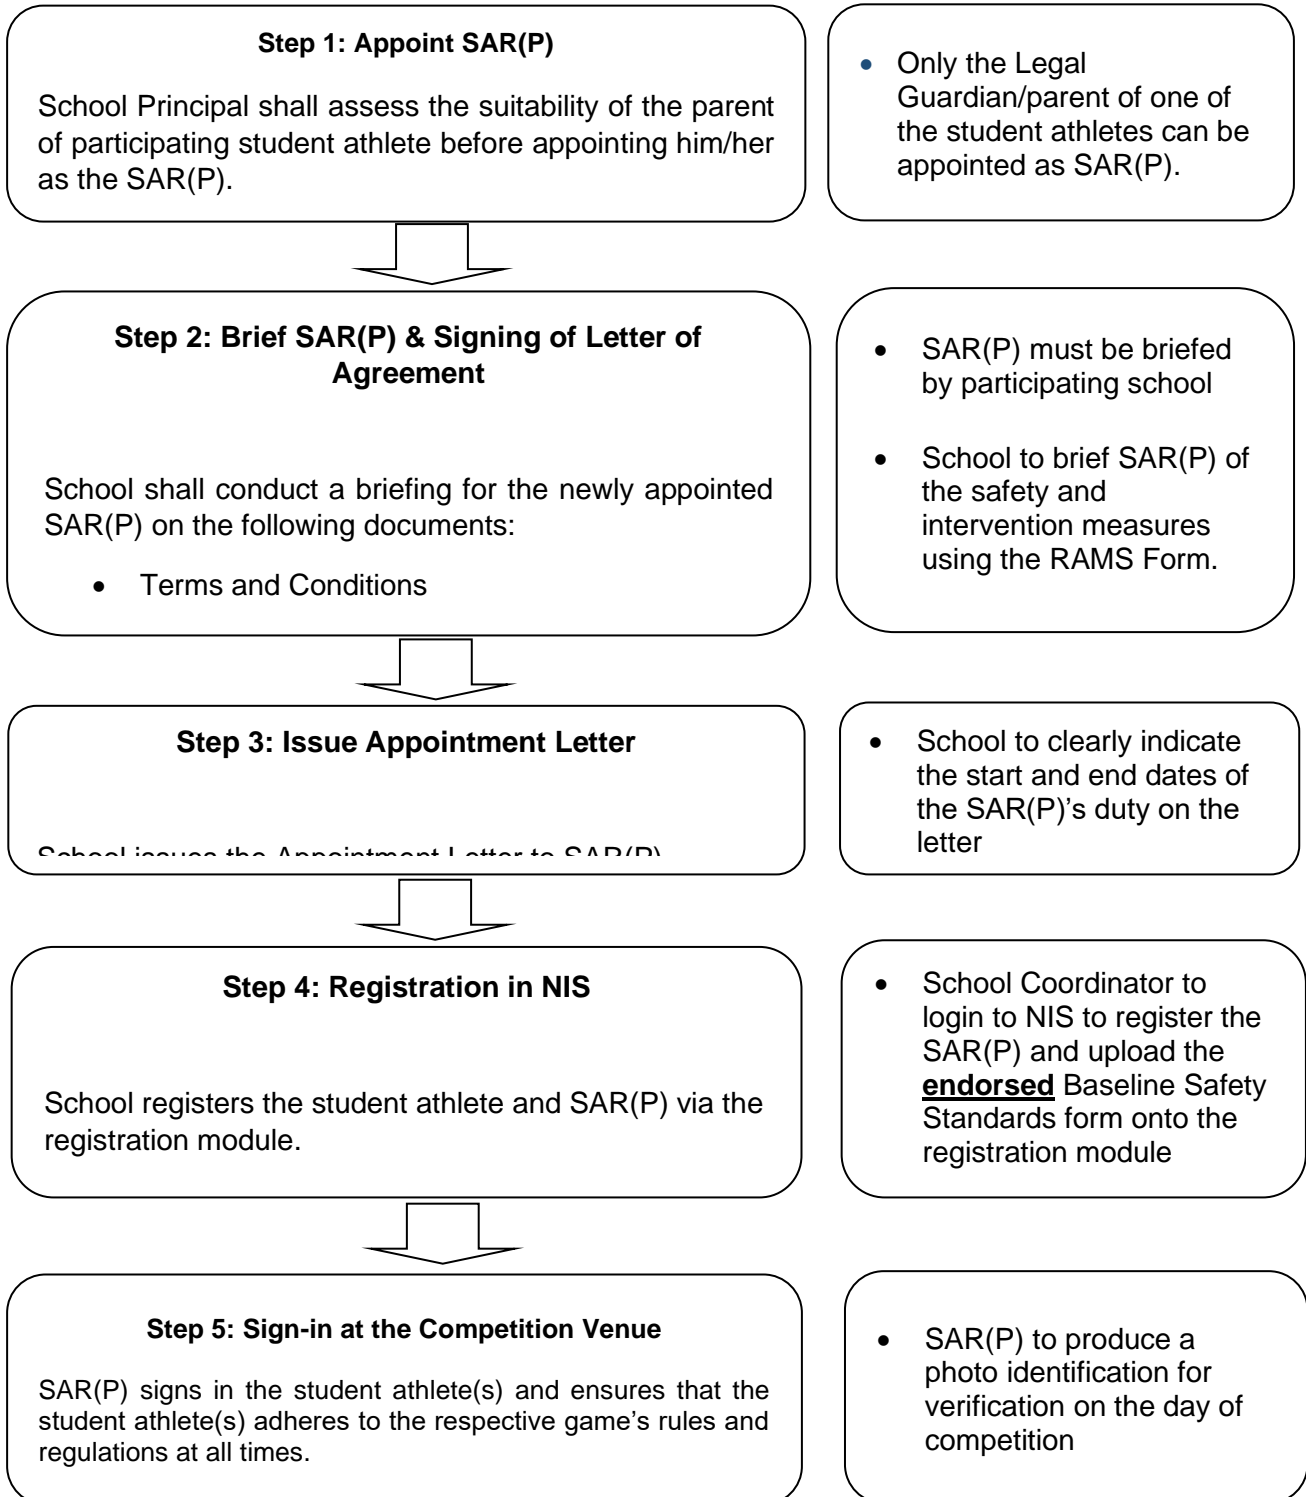 Step 1: Appoint SAR(P)
School Principal shall assess the suitability of the parent
of participating student athlete before appointing him/her
as the SAR(P).
• Only the Legal
Guardian/parent of one of
the student athletes can be
appointed as SAR(P).
Step 2: Brief SAR(P) & Signing of Letter of
Agreement
School shall conduct a briefing for the newly appointed
SAR(P) on the following documents:
• Terms and Conditions
• SAR(P) must be briefed
by participating school
• School to brief SAR(P) of
the safety and
intervention measures
using the RAMS Form.
Step 3: Issue Appointment Letter
School issues the Appointment Letter to SAR(P)
• School to clearly indicate
the start and end dates of
the SAR(P)’s duty on the
letter
Step 4: Registration in NIS
School registers the student athlete and SAR(P) via the
registration module.
• School Coordinator to
login to NIS to register the
SAR(P) and upload the
endorsed Baseline Safety
Standards form onto the
registration module
Step 5: Sign-in at the Competition Venue
SAR(P) signs in the student athlete(s) and ensures that the
student athlete(s) adheres to the respective game’s rules and
regulations at all times.
• SAR(P) to produce a
photo identification for
verification on the day of
competition